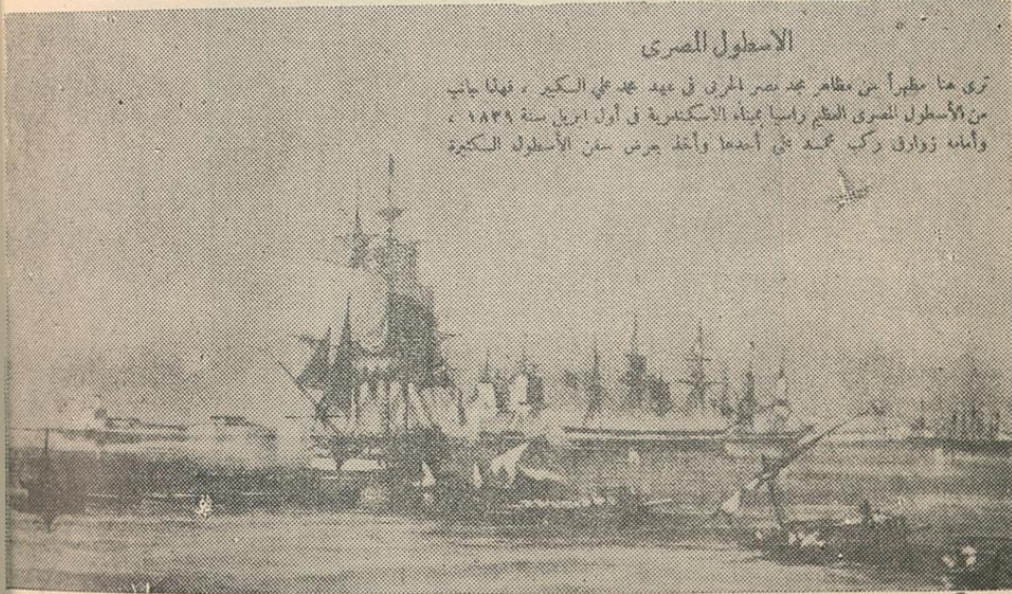 الاسطول المصرى
ترى هنا مظهراً من مظاهر مجد مصر الحربى فى عهد محمد علي الكبير ، فهذا جانب
من الأسطول المصرى العظيم راسيا بميناء الاسكندرية فى أول ابريل سنة ١٨٣٩ ،
وأمامه زوارق ركب محمد على أحدها وأخذ يعرض سفن الأسطول الكثيرة